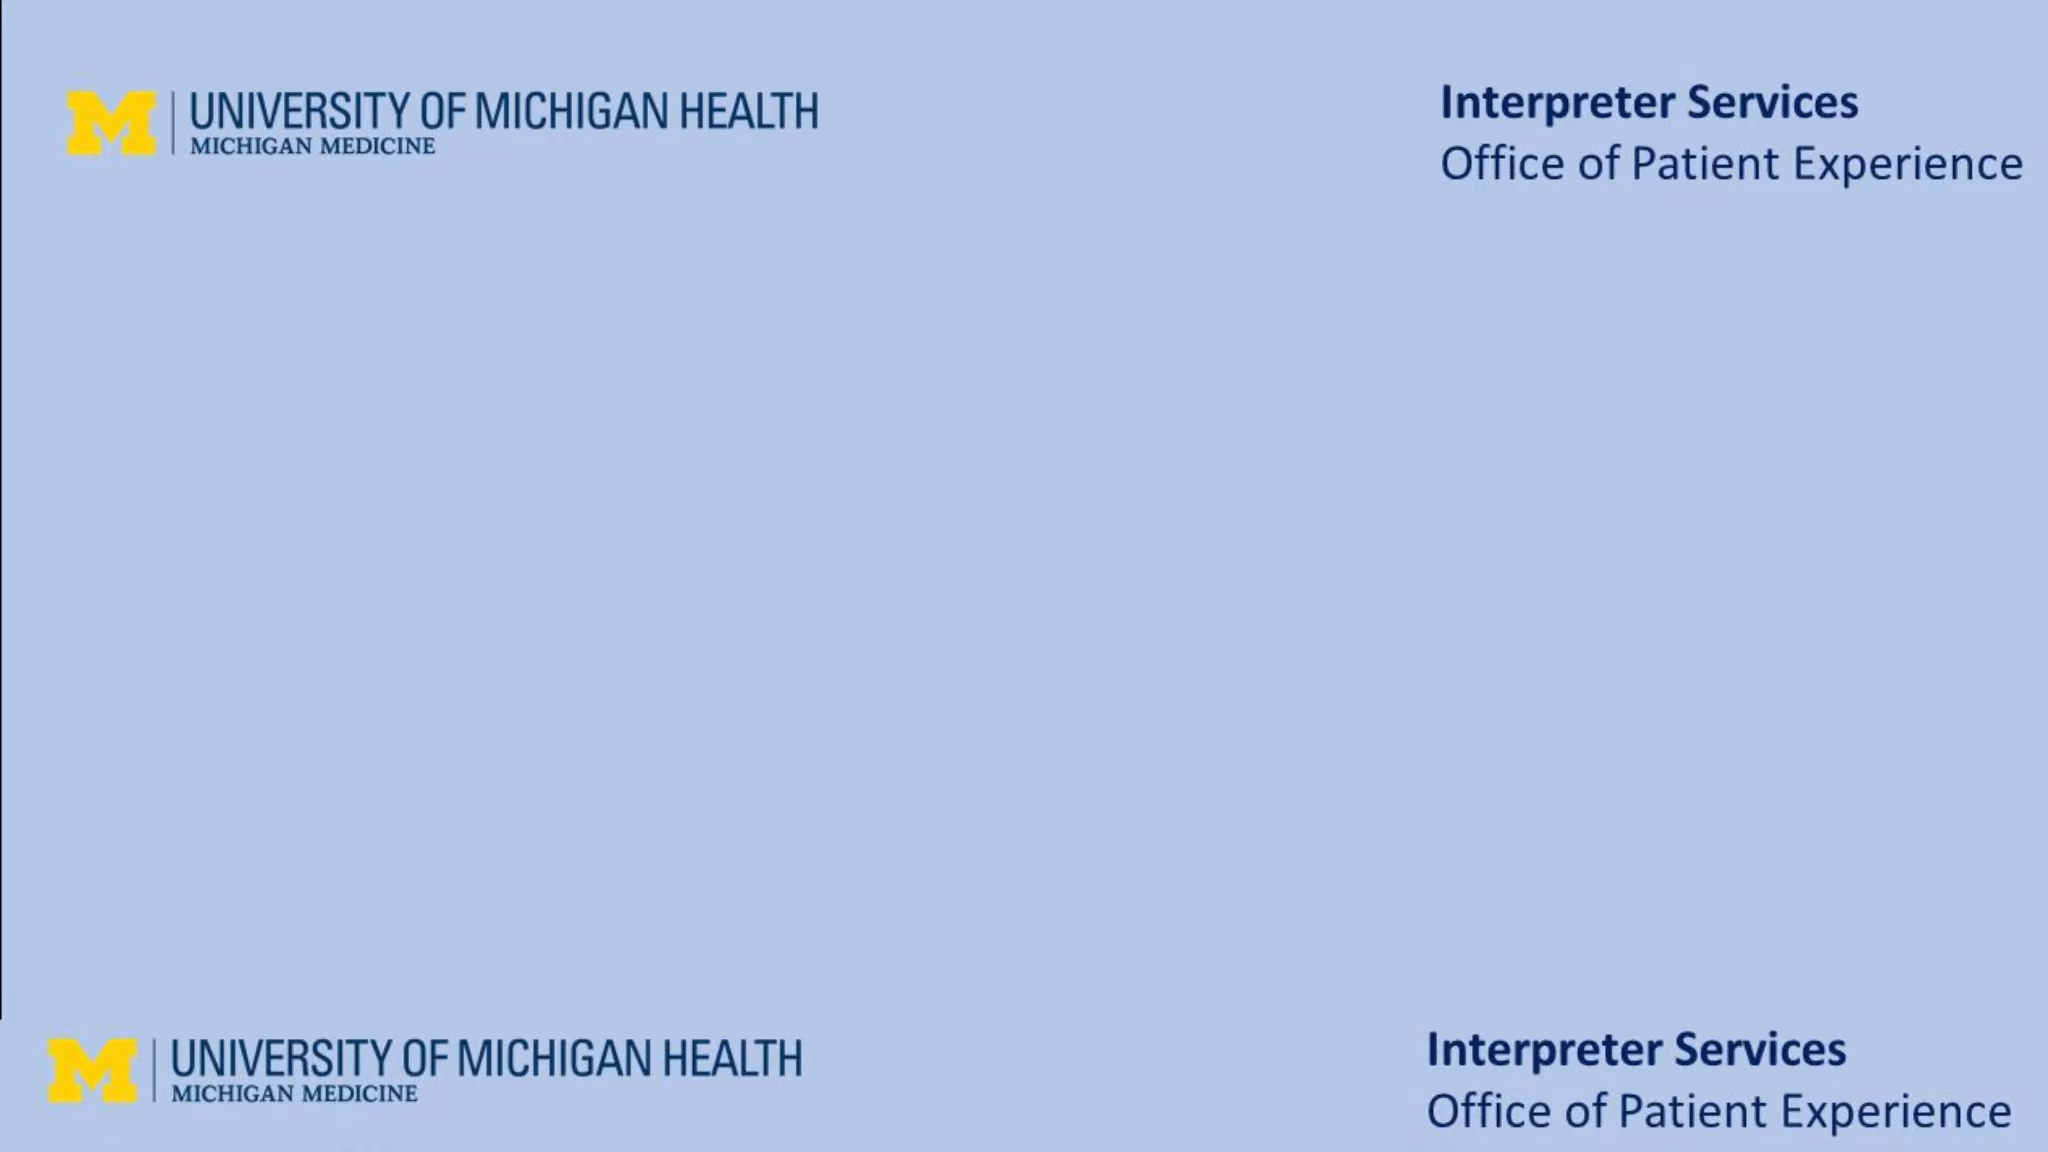 M
UNIVERSITY OF MICHIGAN HEALTH
MICHIGAN MEDICINE
Interpreter Services
Office of Patient Experience
M
UNIVERSITY OF MICHIGAN HEALTH
MICHIGAN MEDICINE
Interpreter Services
Office of Patient Experience